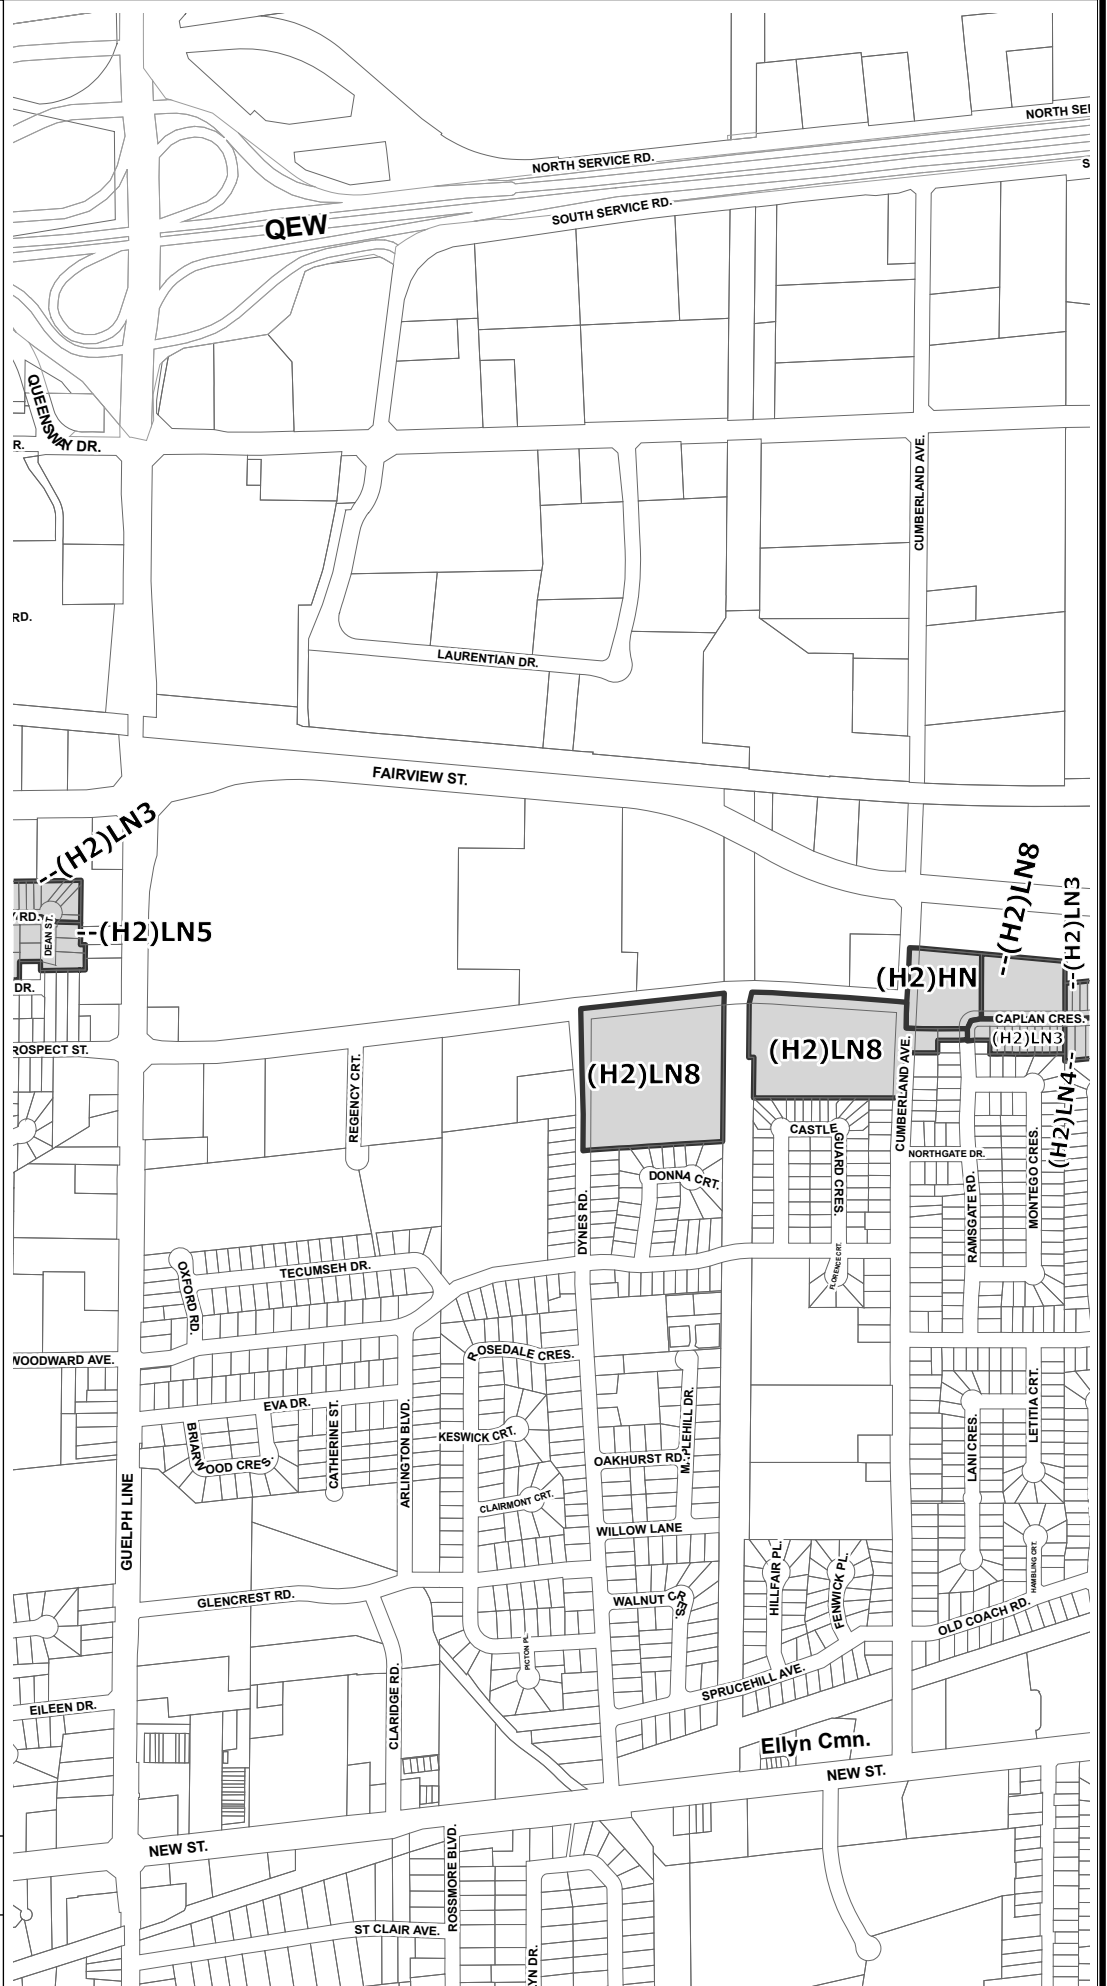 NORTH SE
NORTH SERVICE RD.
S
SOUTH SERVICE RD.
QEW
QUEENSWAY DR.
R.
CUMBERLAND AVE.
RD.
LAURENTIAN DR.
FAIRVIEW ST.
--(H2)LN3
--(H2)LN8
--(H2)LN3
RD.
DEAN ST.
--(H2)LN5
(H2)HN
DR.
CAPLAN CRES.
(H2)LN3
ROSPECT ST.
(H2)LN8
(H2)LN8
REGENCY CRT.
CUMBERLAND AVE.
(H2)LN4--
CASTLE GUARD CRES.
NORTHGATE DR.
MONTEGO CRES.
DONNA CRT.
DYNES RD.
RAMSGATE RD.
TECUMSEH DR.
OXFORD RD.
FLORENCE CRT.
ROSEDALE CRES.
WOODWARD AVE.
EVA DR.
CATHERINE ST.
ARLINGTON BLVD.
MAPLEHILL DR.
LETITIA CRT.
LANI CRES.
BRIARWOOD CRES.
KESWICK CRT.
OAKHURST RD.
CLAIRMONT CRT.
GUELPH LINE
WILLOW LANE
HILLFAIR PL.
FENWICK PL.
HAMBLING CRT.
GLENCREST RD.
WALNUT CRES.
OLD COACH RD.
PICTON PL.
CLARIDGE RD.
SPRUCEHILL AVE.
EILEEN DR.
Ellyn Cmn.
NEW ST.
NEW ST.
ROSSMORE BLVD.
ST CLAIR AVE.
YN DR.